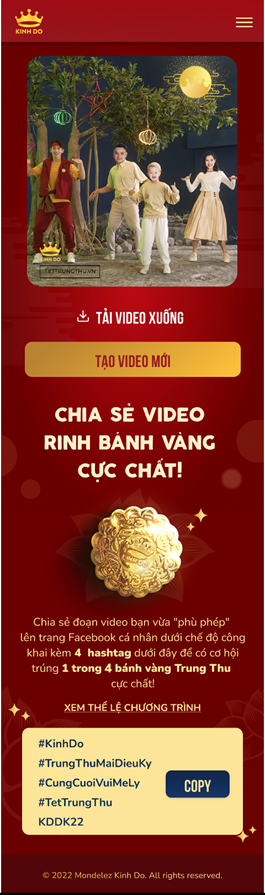 KINH DO
KINH DO
TETTRUNGTHU.VN
TẢI VIDEO XUỐNG
TẠO VIDEO MỚI
CHIA SẺ VIDEO
RINH BÁNH VÀNG
CỰC CHẤT!
Chia sẻ đoạn video bạn vừa "phù phép"
lên trang Facebook cá nhân dưới chế độ công
khai kèm 4 hashtag dưới đây để có cơ hội
trúng 1 trong 4 bánh vàng Trung Thu
cực chất!
XEM THỂ LỆ CHƯƠNG TRÌNH
#KinhDo
#TrungThuMaiDieuKy
#CungCuoiVuiMeLy
#TetTrungThu
KDDK22
COPY
© 2022 Mondelez Kinh Do. All rights reserved.